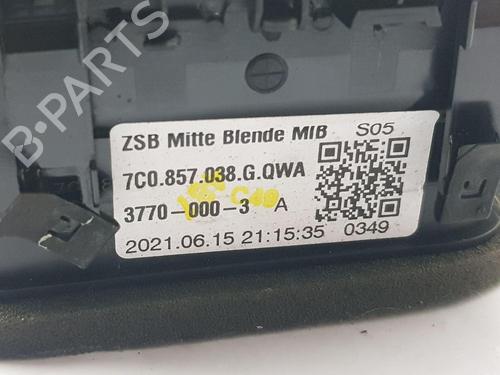 B-PARTS
ZSB Mitte Blende MIB S05
7C0.857.038.G.QWA
3770-000-3 A
2021.06.15 21:15:35 0349